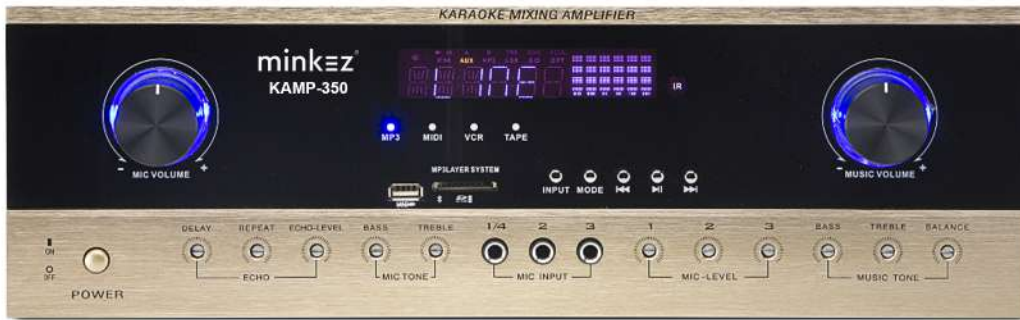 KARAOKE MIXING AMPLIFIER
minkez
KAMP-350
AUX
LINE
IR
MP3 MIDI VCR TAPE
MP3LAYER SYSTEM
INPUT MODE
- MIC VOLUME +
- MUSIC VOLUME +
DELAY REPEAT ECHO-LEVEL BASS TREBLE 1/4 2 3 1 2 3 BASS TREBLE BALANCE
ON
OFF
ECHO MIC TONE MIC INPUT MIC-LEVEL MUSIC TONE
POWER